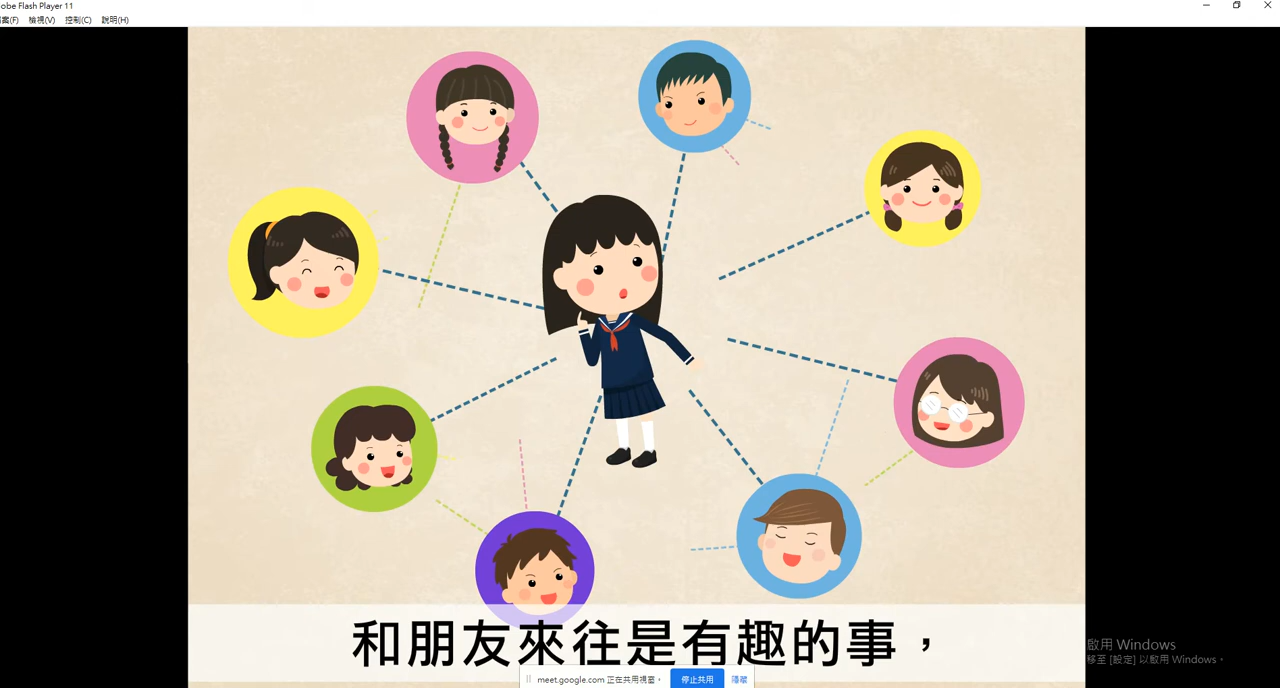 obe Flash Player 11
案(F) 檢視(V) 控制(C) 說明(H)
和朋友來往是有趣的事，
啟用 Windows
移至 [設定] 以啟用 Windows。
meet.google.com 正在共用視窗。 停止共用 隱藏